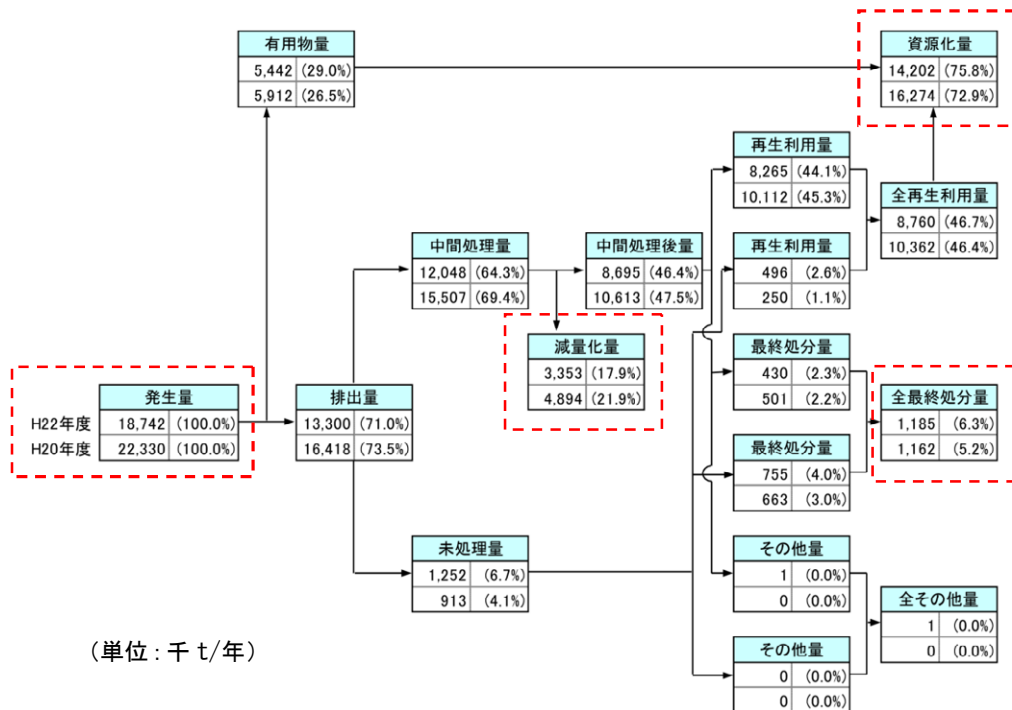 有用物量
5,442 (29.0%)
5,912 (26.5%)
資源化量
14,202 (75.8%)
16,274 (72.9%)
再生利用量
8,265 (44.1%)
10,112 (45.3%)
全再生利用量
8,760 (46.7%)
10,362 (46.4%)
中間処理量
12,048 (64.3%)
15,507 (69.4%)
中間処理後量
8,695 (46.4%)
10,613 (47.5%)
再生利用量
496 (2.6%)
250 (1.1%)
減量化量
3,353 (17.9%)
4,894 (21.9%)
最終処分量
430 (2.3%)
501 (2.2%)
発生量
H22年度 18,742 (100.0%)
H20年度 22,330 (100.0%)
排出量
13,300 (71.0%)
16,418 (73.5%)
全最終処分量
1,185 (6.3%)
1,162 (5.2%)
最終処分量
755 (4.0%)
663 (3.0%)
未処理量
1,252 (6.7%)
913 (4.1%)
その他量
1 (0.0%)
0 (0.0%)
全その他量
1 (0.0%)
0 (0.0%)
その他量
0 (0.0%)
0 (0.0%)
（単位：千 t/年）